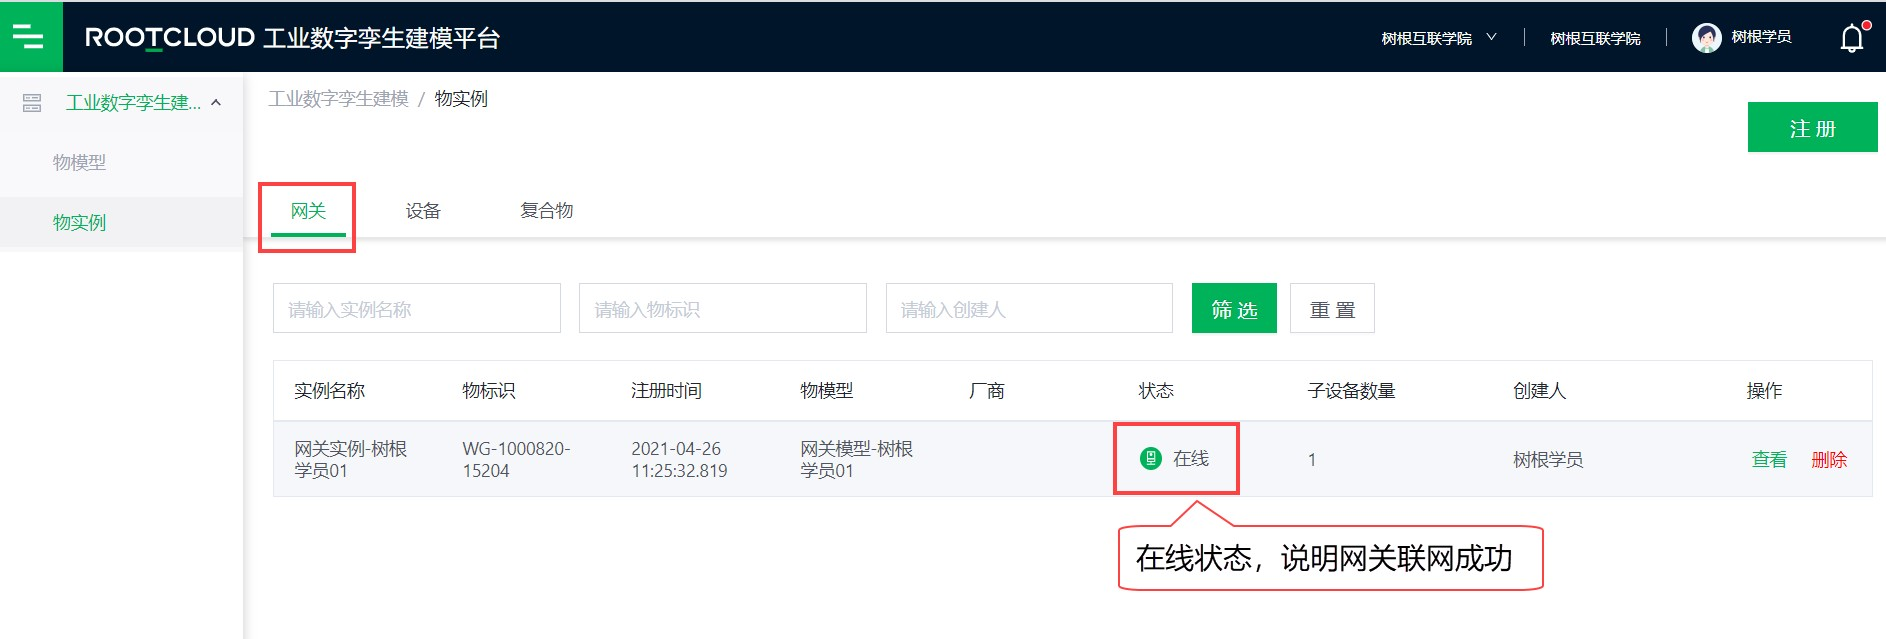 ROOTCLOUD 工业数字孪生建模平台
树根互联学院
树根互联学院
树根学员
工业数字孪生建...
物模型
物实例
工业数字孪生建模 / 物实例
注 册
网关
设备
复合物
请输入实例名称
请输入物标识
请输入创建人
筛 选
重 置
实例名称 物标识 注册时间 物模型 厂商 状态 子设备数量 创建人 操作
网关实例-树根 WG-1000820- 2021-04-26 网关模型-树根
学员01 15204 11:25:32.819 学员01
在线 1 树根学员 查看 删除
在线状态，说明网关联网成功